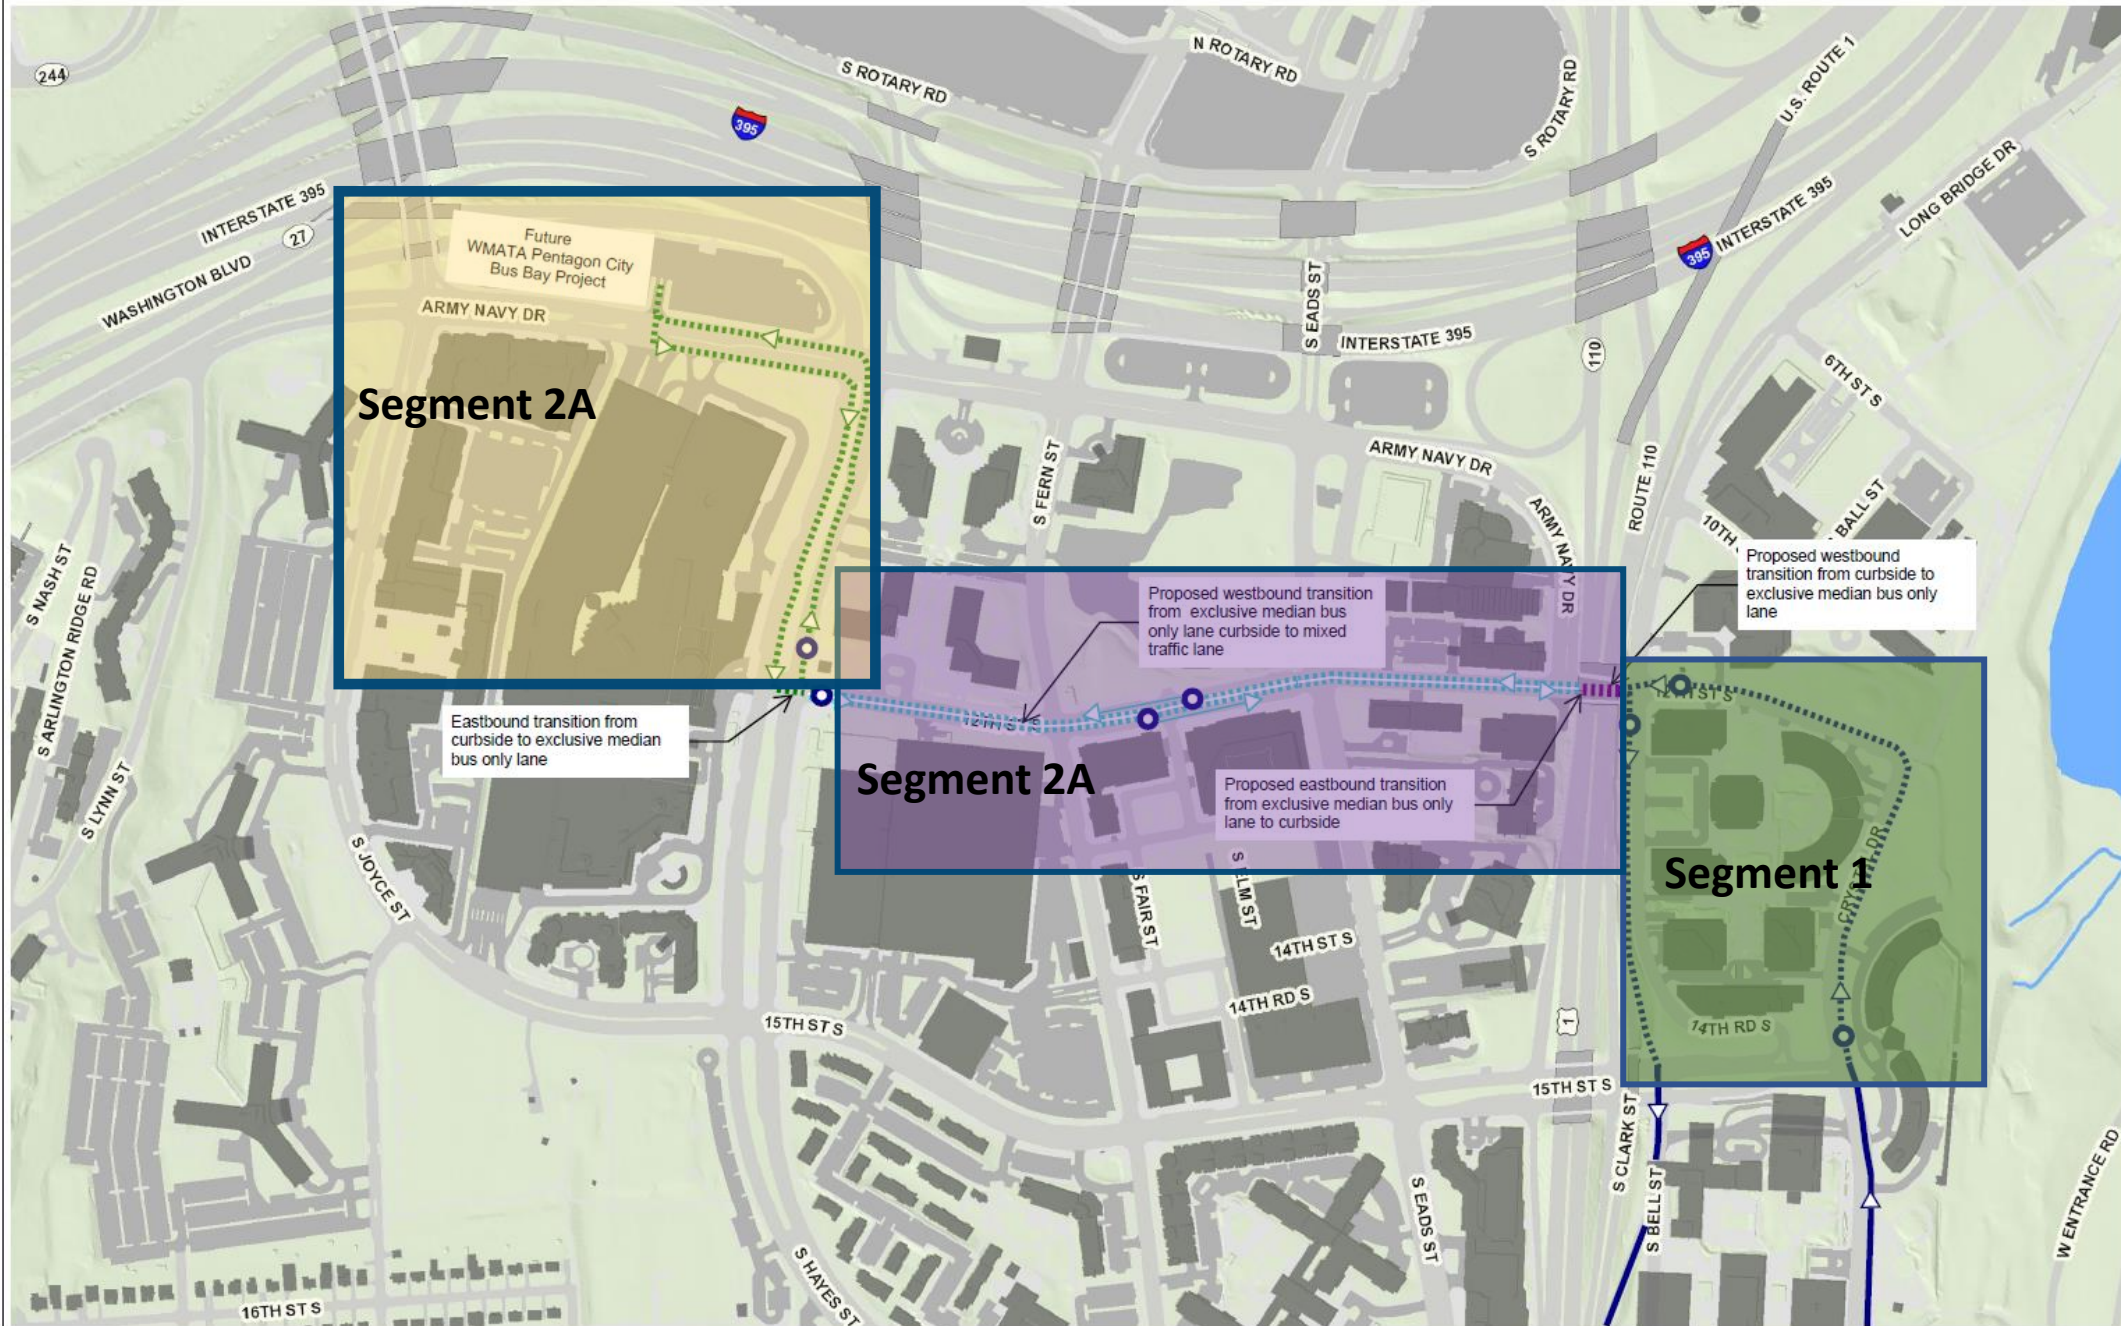 244
395
S ROTARY RD
N ROTARY RD
S ROTARY RD
U.S. ROUTE 1
LONG BRIDGE DR
INTERSTATE 395
27
WASHINGTON BLVD
Future
WMATA Pentagon City
Bus Bay Project
ARMY NAVY DR
S EADS ST
INTERSTATE 395
395
INTERSTATE 395
110
6TH ST S
Segment 2A
S FERN ST
ARMY NAVY DR
ARMY NAVY DR
ROUTE 110
10TH
BALL ST
S NASH ST
S ARLINGTON RIDGE RD
S LYNN ST
Proposed westbound
transition from curbside to
exclusive median bus only
lane
Proposed westbound transition
from exclusive median bus
only lane curbside to mixed
traffic lane
12TH ST S
12TH ST S
Eastbound transition from
curbside to exclusive median
bus only lane
Segment 2A
Proposed eastbound transition
from exclusive median bus only
lane to curbside
Segment 1
CRYSTAL DR
S JOYCE ST
S FAIR ST
S ELM ST
14TH ST S
14TH RD S
14TH RD S
15TH ST S
1
15TH ST S
S CLARK ST
S BELL ST
S EADS ST
S HAYES ST
16TH ST S
W ENTRANCE RD